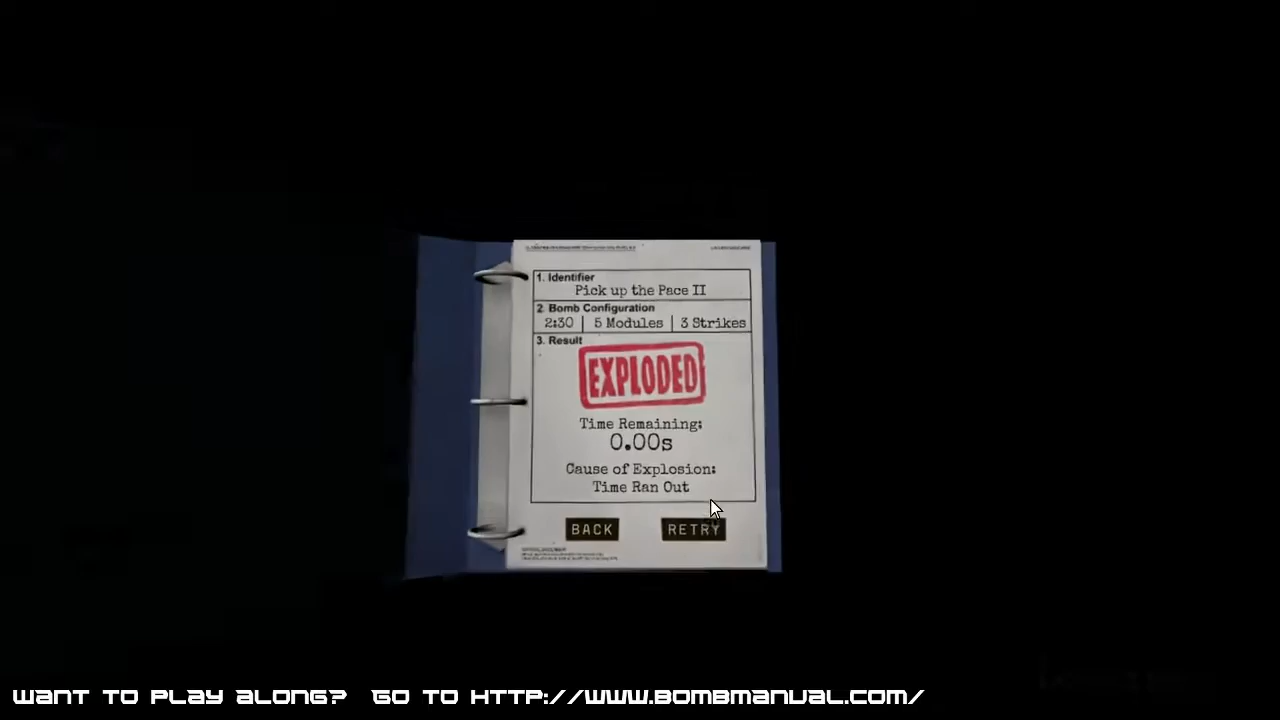 1. Identifier
Pick up the Pace II
2. Bomb Configuration
2:30 | 5 Modules | 3 Strikes
3. Result
EXPLODED
Time Remaining:
0.00s
Cause of Explosion:
Time Ran Out
BACK RETRY
WANT TO PLAY ALONG? GO TO HTTP://WWW.BOMBMANUAL.COM/